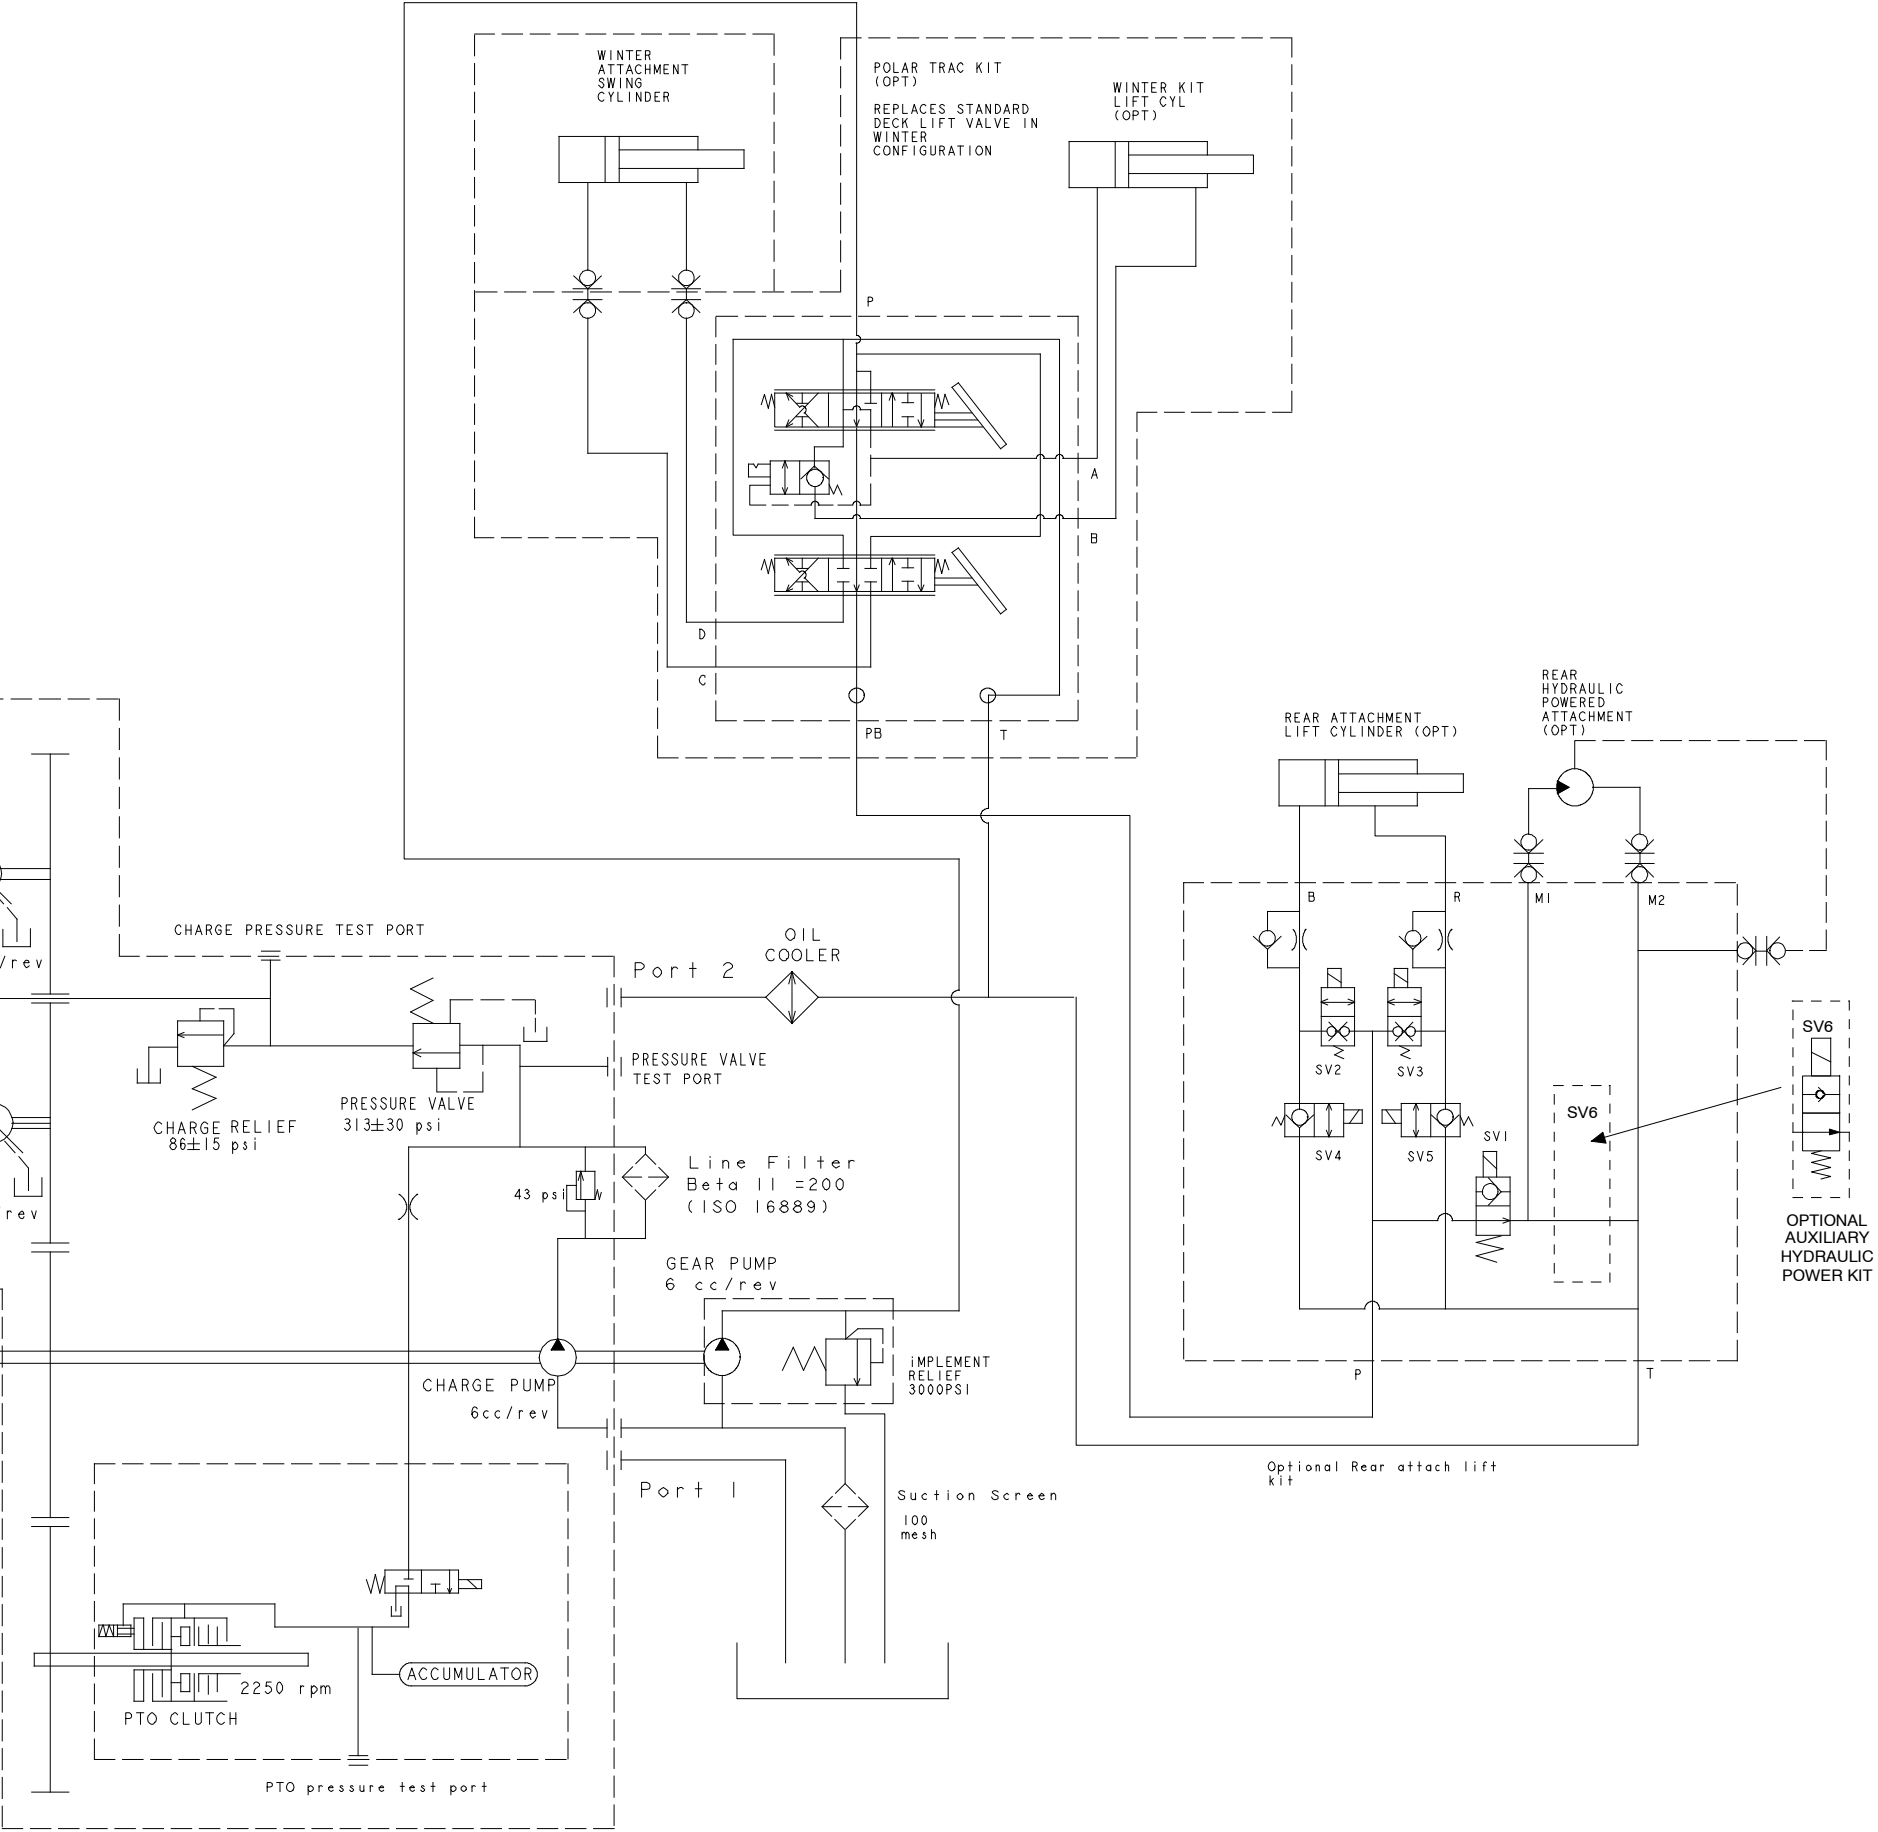 WINTER
ATTACHMENT
SWING
CYLINDER
POLAR TRAC KIT
(OPT)
REPLACES STANDARD
DECK LIFT VALVE IN
WINTER
CONFIGURATION
WINTER KIT
LIFT CYL
(OPT)
P
A
B
D
C
PB
T
REAR
HYDRAULIC
POWERED
ATTACHMENT
(OPT)
REAR ATTACHMENT
LIFT CYLINDER (OPT)
B
R
M1
M2
CHARGE PRESSURE TEST PORT
/rev
OIL
COOLER
Port 2
PRESSURE VALVE
TEST PORT
SV2
SV3
SV6
SV6
CHARGE RELIEF
86±15 psi
PRESSURE VALVE
313±30 psi
SV4
SV5
SV1
43 psi
Line Filter
Beta 11 =200
(ISO 16889)
rev
OPTIONAL
AUXILIARY
HYDRAULIC
POWER KIT
GEAR PUMP
6 cc/rev
iMPLEMENT
RELIEF
3000PSI
CHARGE PUMP
6cc/rev
P
T
Optional Rear attach lift
kit
Port 1
Suction Screen
100
mesh
ACCUMULATOR
2250 rpm
PTO CLUTCH
PTO pressure test port